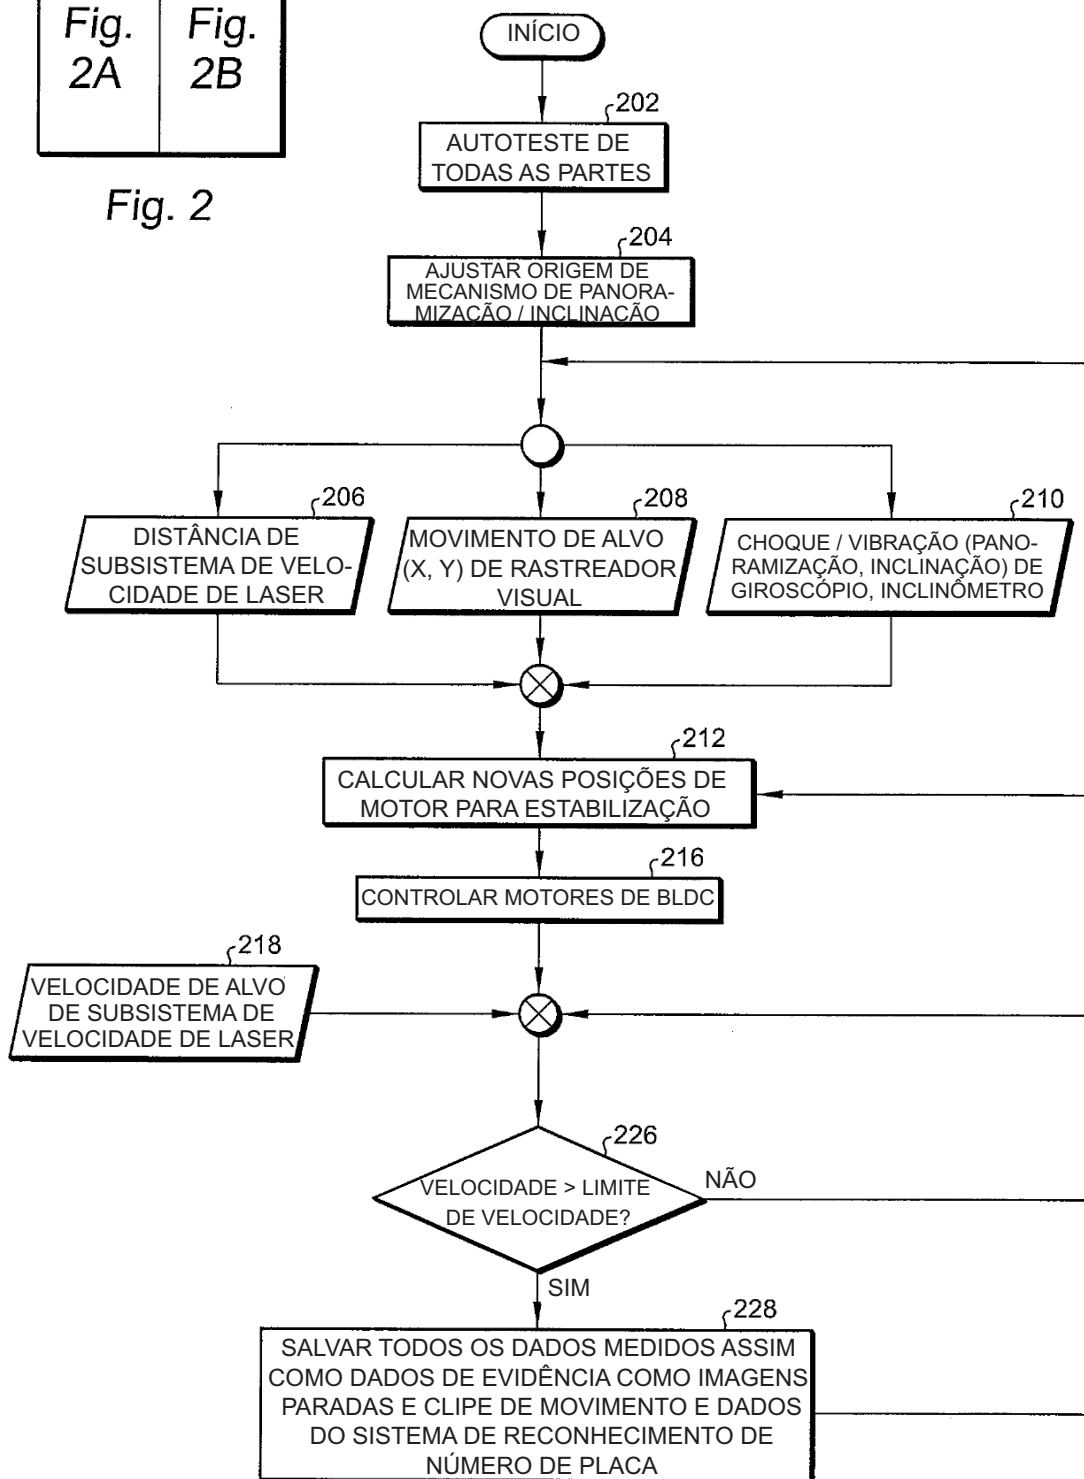 Fig.
2A
Fig.
2B
Fig. 2
INÍCIO
202
AUTOTESTE DE
TODAS AS PARTES
204
AJUSTAR ORIGEM DE
MECANISMO DE PANORA-
MIZAÇÃO / INCLINAÇÃO
206
DISTÂNCIA DE
SUBSISTEMA DE VELO-
CIDADE DE LASER
208
MOVIMENTO DE ALVO
(X, Y) DE RASTREADOR
VISUAL
210
CHOQUE / VIBRAÇÃO (PANO-
RAMIZAÇÃO, INCLINAÇÃO) DE
GIROSCÓPIO, INCLINÔMETRO
212
CALCULAR NOVAS POSIÇÕES DE
MOTOR PARA ESTABILIZAÇÃO
216
CONTROLAR MOTORES DE BLDC
218
VELOCIDADE DE ALVO
DE SUBSISTEMA DE
VELOCIDADE DE LASER
226
VELOCIDADE > LIMITE
DE VELOCIDADE?
NÃO
SIM
228
SALVAR TODOS OS DADOS MEDIDOS ASSIM
COMO DADOS DE EVIDÊNCIA COMO IMAGENS
PARADAS E CLIPE DE MOVIMENTO E DADOS
DO SISTEMA DE RECONHECIMENTO DE
NÚMERO DE PLACA